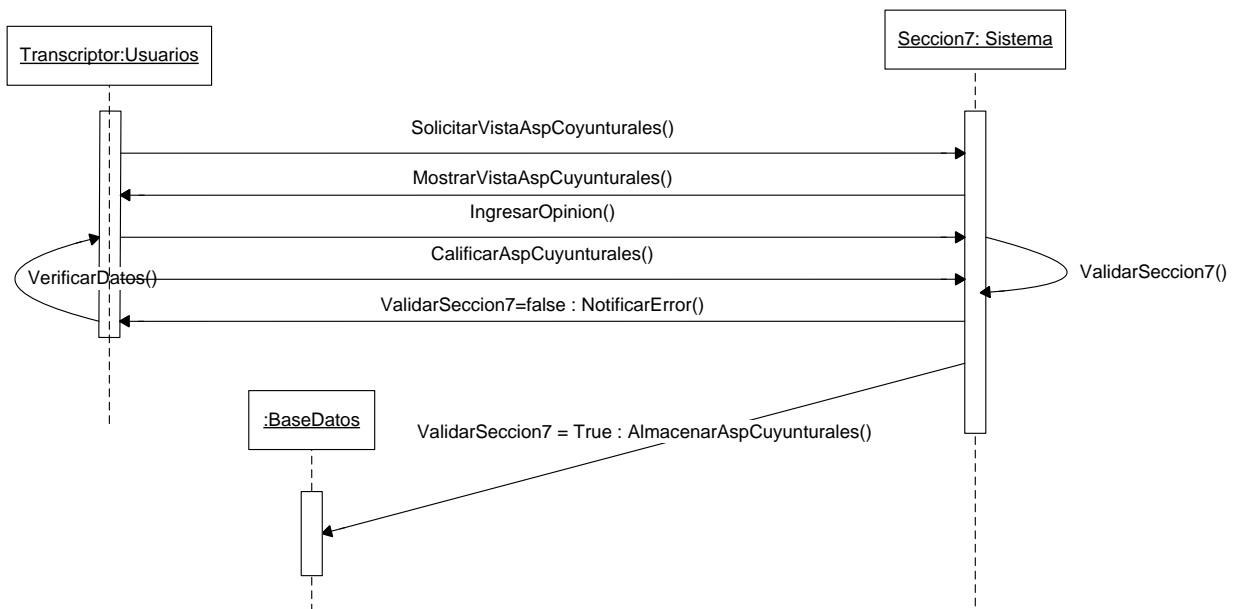 Transcriptor:Usuarios
Seccion7: Sistema
SolicitarVistaAspCoyunturales()
MostrarVistaAspCuyunturales()
IngresarOpinion()
CalificarAspCuyunturales()
VerificarDatos()
ValidarSeccion7()
ValidarSeccion7=false : NotificarError()
:BaseDatos
ValidarSeccion7 = True : AlmacenarAspCuyunturales()